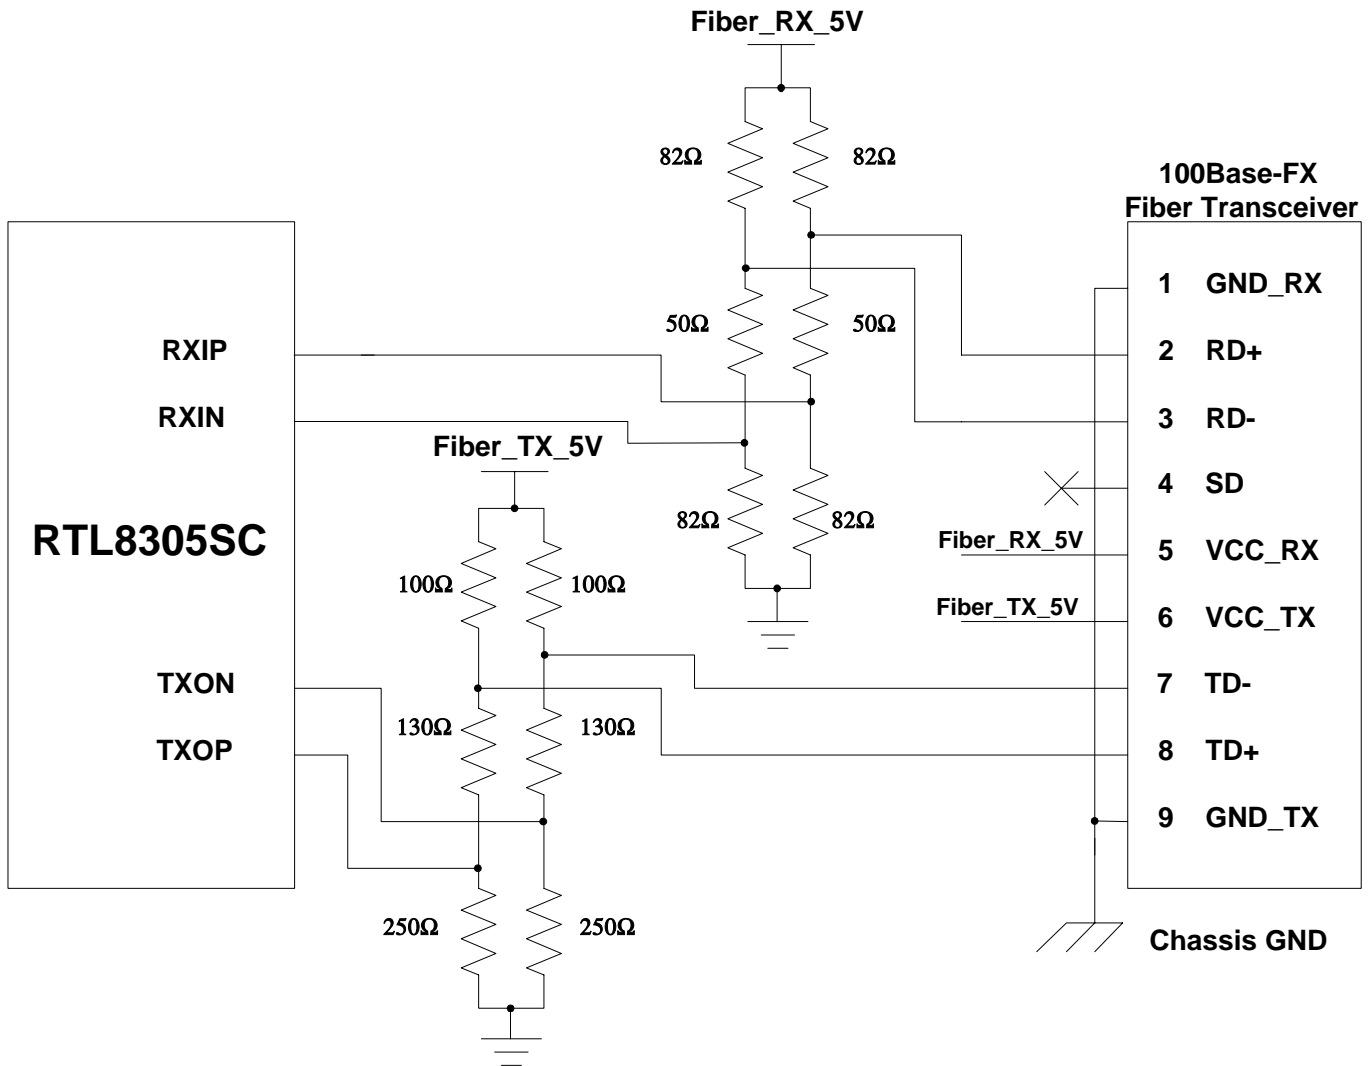 Fiber_RX_5V
82Ω
82Ω
100Base-FX
Fiber Transceiver
1 GND_RX
50Ω
50Ω
RXIP
2 RD+
RXIN
3 RD-
Fiber_TX_5V
4 SD
82Ω
82Ω
RTL8305SC
Fiber_RX_5V
5 VCC_RX
100Ω
100Ω
Fiber_TX_5V
6 VCC_TX
TXON
7 TD-
130Ω
130Ω
TXOP
8 TD+
9 GND_TX
250Ω
250Ω
Chassis GND